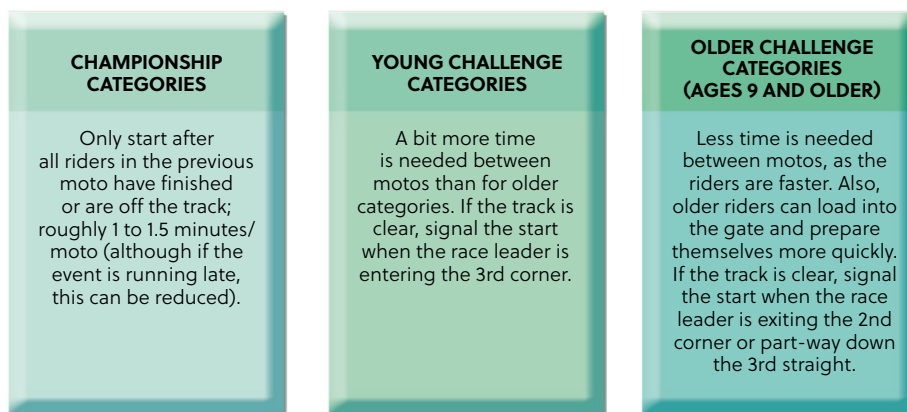 CHAMPIONSHIP
CATEGORIES
Only start after
all riders in the previous
moto have finished
or are off the track;
roughly 1 to 1.5 minutes/
moto (although if the
event is running late,
this can be reduced).
YOUNG CHALLENGE
CATEGORIES
A bit more time
is needed between
motos than for older
categories. If the track is
clear, signal the start
when the race leader is
entering the 3rd corner.
OLDER CHALLENGE
CATEGORIES
(AGES 9 AND OLDER)
Less time is needed
between motos, as the
riders are faster. Also,
older riders can load into
the gate and prepare
themselves more quickly.
If the track is clear, signal
the start when the race
leader is exiting the 2nd
corner or part-way down
the 3rd straight.